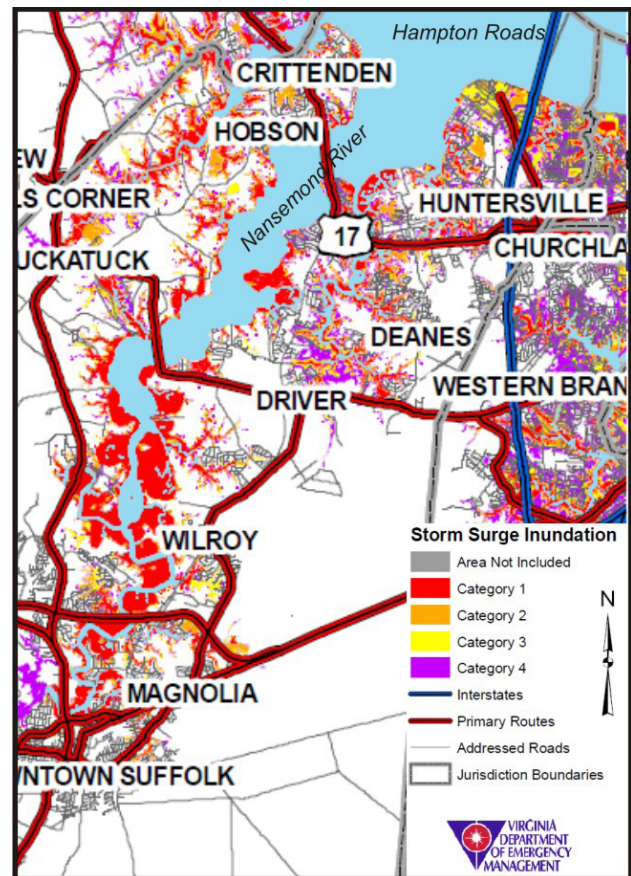 Hampton Roads
CRITTENDEN
HOBSON
Nansemond River
EW
LS CORNER
HUNTERSVILLE
17
CHURCHLA
UCKATUCK
DEANES
WESTERN BRAN
DRIVER
WILROY
MAGNOLIA
WNTOWN SUFFOLK
Storm Surge Inundation
Area Not Included
Category 1
Category 2
Category 3
Category 4
Interstates
Primary Routes
Addressed Roads
Jurisdiction Boundaries
N
VIRGINIA
DEPARTMENT
OF EMERGENCY
MANAGEMENT